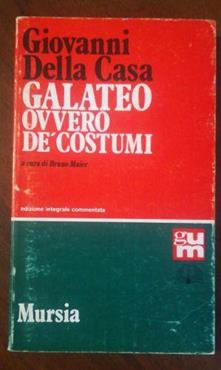 Giovanni
Della Casa
GALATEO
OVVERO
DE' COSTUMI
a cura di Bruno Maier
edizione integrale commentata
gum
Mursia